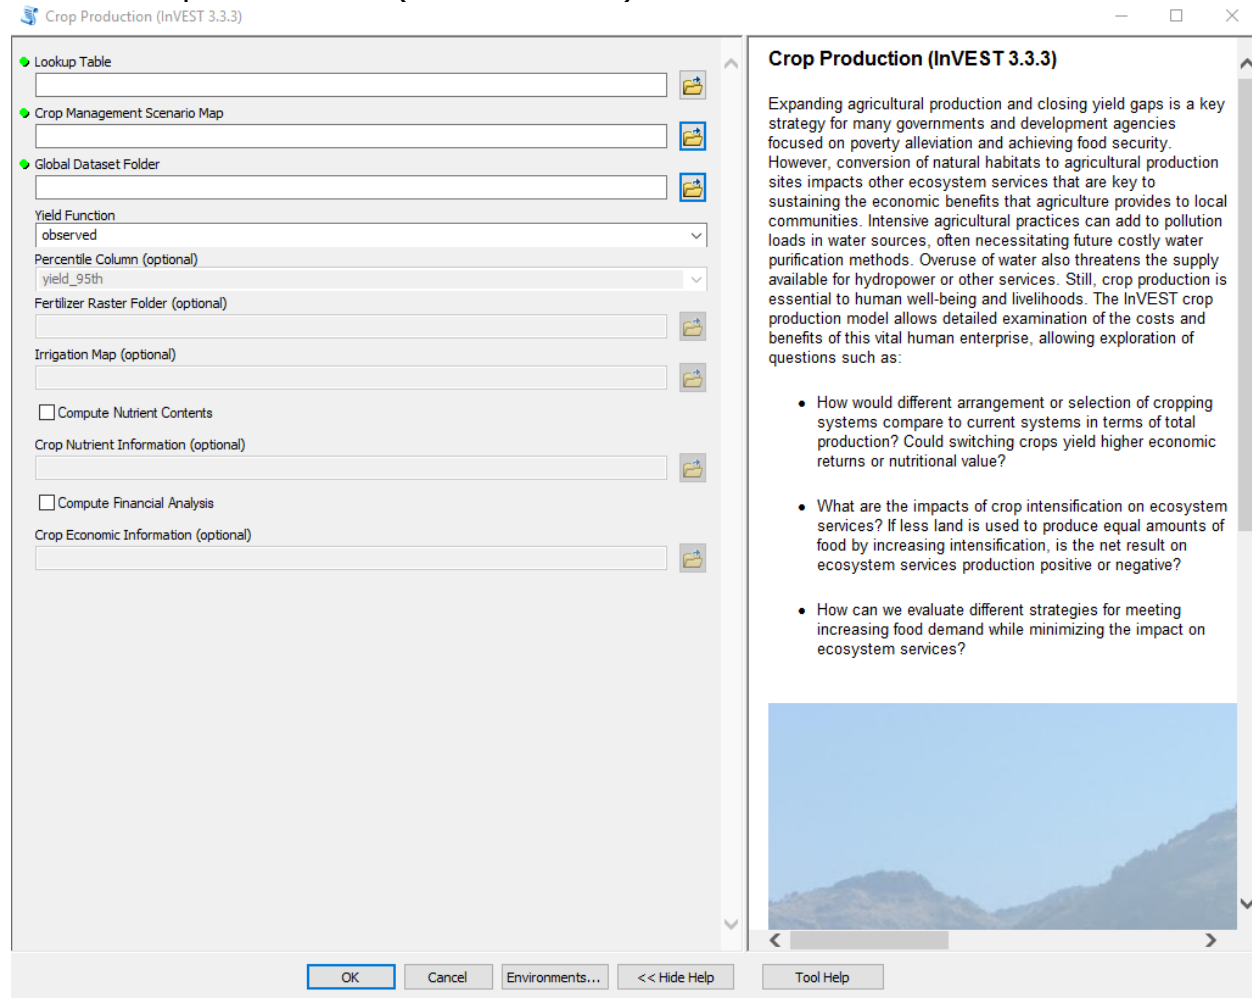 Crop Production (InVEST 3.3.3)
Lookup Table
Crop Management Scenario Map
Global Dataset Folder
Yield Function
observed
Percentile Column (optional)
yield_95th
Fertilizer Raster Folder (optional)
Irrigation Map (optional)
Compute Nutrient Contents
Crop Nutrient Information (optional)
Compute Financial Analysis
Crop Economic Information (optional)
Crop Production (InVEST 3.3.3)
Expanding agricultural production and closing yield gaps is a key
strategy for many governments and development agencies
focused on poverty alleviation and achieving food security.
However, conversion of natural habitats to agricultural production
sites impacts other ecosystem services that are key to
sustaining the economic benefits that agriculture provides to local
communities. Intensive agricultural practices can add to pollution
loads in water sources, often necessitating future costly water
purification methods. Overuse of water also threatens the supply
available for hydropower or other services. Still, crop production is
essential to human well-being and livelihoods. The InVEST crop
production model allows detailed examination of the costs and
benefits of this vital human enterprise, allowing exploration of
questions such as:
• How would different arrangement or selection of cropping
systems compare to current systems in terms of total
production? Could switching crops yield higher economic
returns or nutritional value?
• What are the impacts of crop intensification on ecosystem
services? If less land is used to produce equal amounts of
food by increasing intensification, is the net result on
ecosystem services production positive or negative?
• How can we evaluate different strategies for meeting
increasing food demand while minimizing the impact on
ecosystem services?
OK
Cancel
Environments...
<< Hide Help
Tool Help